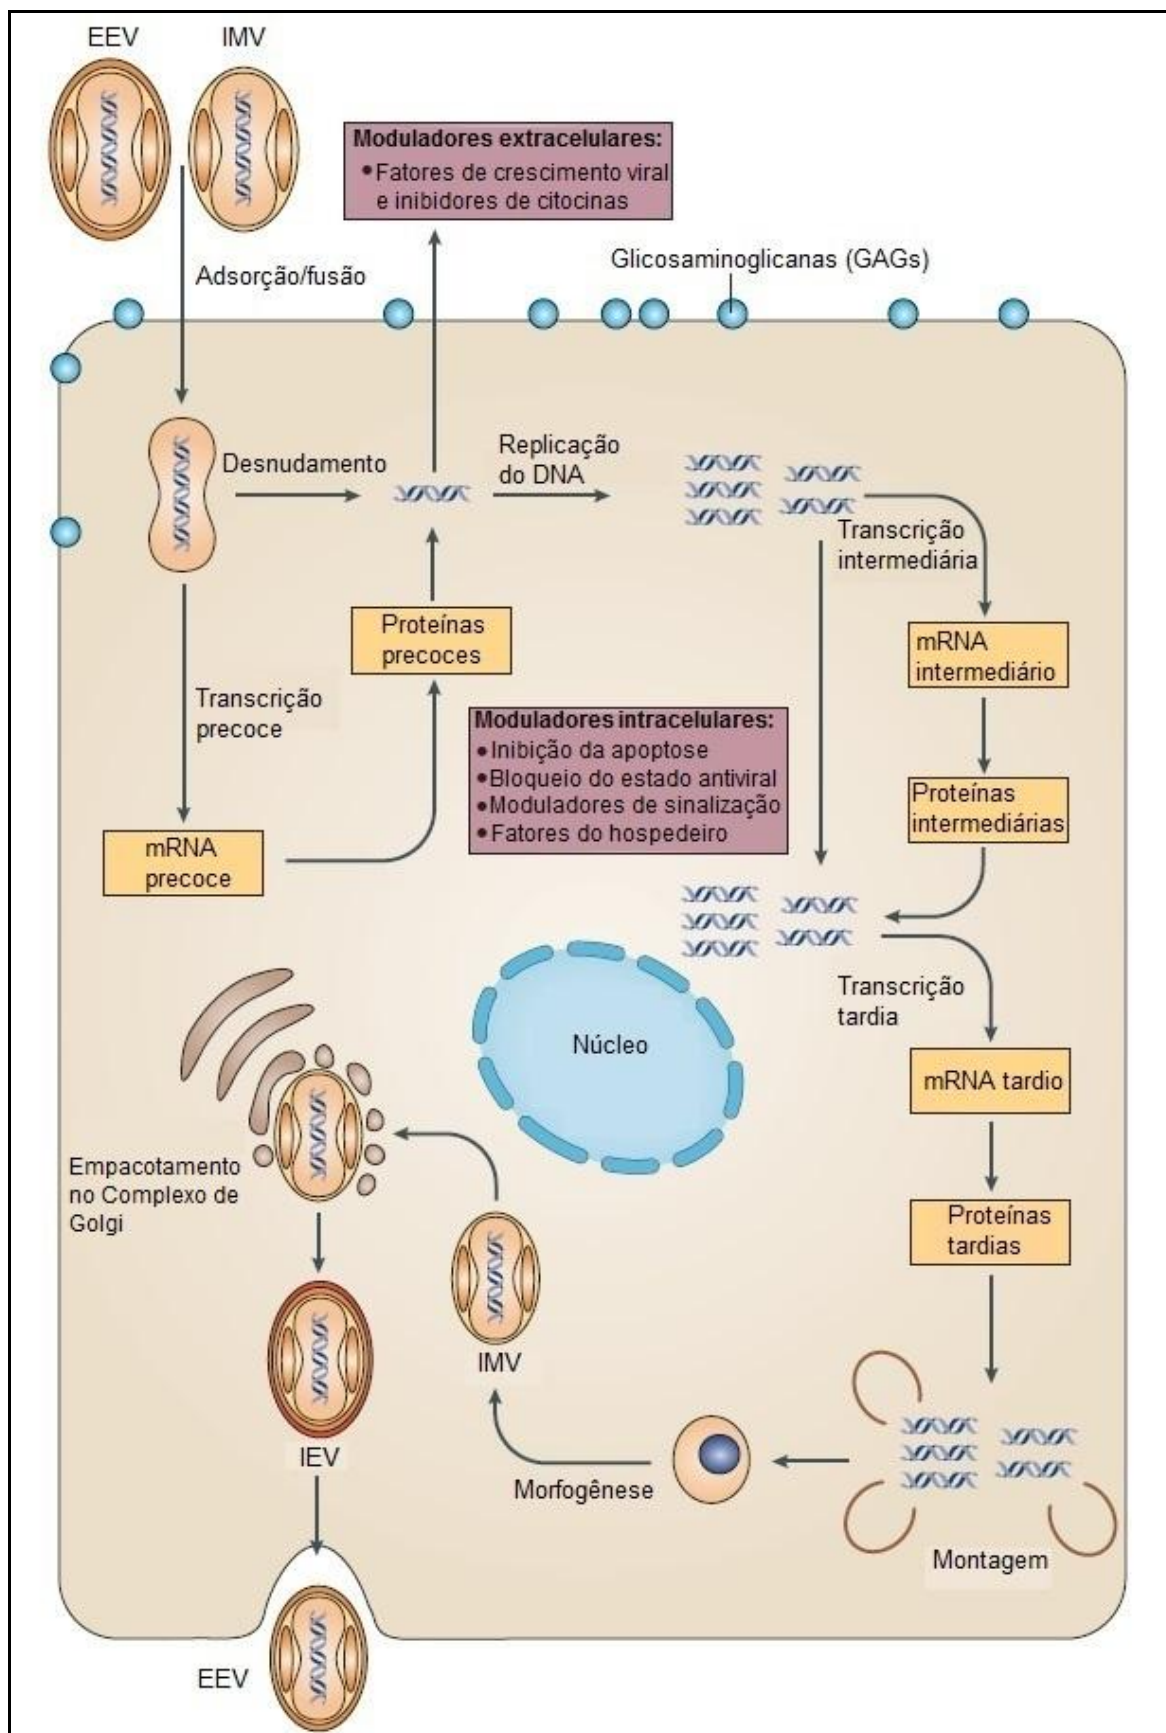 EEV
IMV
Moduladores extracelulares:
•Fatores de crescimento viral
e inibidores de citocinas
Glicosaminoglicanas (GAGs)
Adsorção/fusão
Desnudamento
Replicação
do DNA
Transcrição
intermediária
Proteínas
precoces
mRNA
intermediário
Transcrição
precoce
Moduladores intracelulares:
•Inibição da apoptose
•Bloqueio do estado antiviral
•Moduladores de sinalização
•Fatores do hospedeiro
Proteínas
intermediárias
mRNA
precoce
Transcrição
tardia
Núcleo
mRNA tardio
Empacotamento
no Complexo de
Golgi
Proteínas
tardias
IMV
IEV
Morfogênese
Montagem
EEV